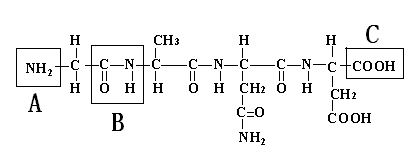 H CH₃ H H C
NH₂ C C N C C N C C N C COOH
H O H H O H CH₂ O H CH₂
A B C=O COOH
NH₂